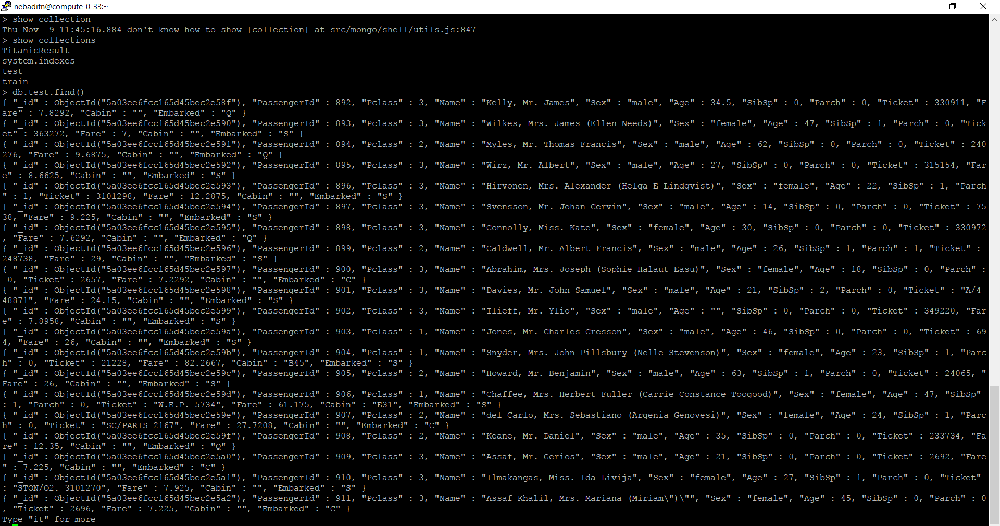 nebaditn@compute-0-33:~
> show collection
Thu Nov  9 11:45:16.884 don't know how to show [collection] at src/mongo/shell/utils.js:847
> show collections
TitanicResult
system.indexes
test
train
> db.test.find()
{ "_id" : ObjectId("5a03ee6fcc165d45bec2e58f"), "PassengerId" : 892, "Pclass" : 3, "Name" : "Kelly, Mr. James", "Sex" : "male", "Age" : 34.5, "SibSp" : 0, "Parch" : 0, "Ticket" : 330911, "F
are" : 7.8292, "Cabin" : "", "Embarked" : "Q" }
{ "_id" : ObjectId("5a03ee6fcc165d45bec2e590"), "PassengerId" : 893, "Pclass" : 3, "Name" : "Wilkes, Mrs. James (Ellen Needs)", "Sex" : "female", "Age" : 47, "SibSp" : 1, "Parch" : 0, "Tick
et" : 363272, "Fare" : 7, "Cabin" : "", "Embarked" : "S" }
{ "_id" : ObjectId("5a03ee6fcc165d45bec2e591"), "PassengerId" : 894, "Pclass" : 2, "Name" : "Myles, Mr. Thomas Francis", "Sex" : "male", "Age" : 62, "SibSp" : 0, "Parch" : 0, "Ticket" : 240
276, "Fare" : 9.6875, "Cabin" : "", "Embarked" : "Q" }
{ "_id" : ObjectId("5a03ee6fcc165d45bec2e592"), "PassengerId" : 895, "Pclass" : 3, "Name" : "Wirz, Mr. Albert", "Sex" : "male", "Age" : 27, "SibSp" : 0, "Parch" : 0, "Ticket" : 315154, "Far
e" : 8.6625, "Cabin" : "", "Embarked" : "S" }
{ "_id" : ObjectId("5a03ee6fcc165d45bec2e593"), "PassengerId" : 896, "Pclass" : 3, "Name" : "Hirvonen, Mrs. Alexander (Helga E Lindqvist)", "Sex" : "female", "Age" : 22, "SibSp" : 1, "Parch
" : 1, "Ticket" : 3101298, "Fare" : 12.2875, "Cabin" : "", "Embarked" : "S" }
{ "_id" : ObjectId("5a03ee6fcc165d45bec2e594"), "PassengerId" : 897, "Pclass" : 3, "Name" : "Svensson, Mr. Johan Cervin", "Sex" : "male", "Age" : 14, "SibSp" : 0, "Parch" : 0, "Ticket" : 75
38, "Fare" : 9.225, "Cabin" : "", "Embarked" : "S" }
{ "_id" : ObjectId("5a03ee6fcc165d45bec2e595"), "PassengerId" : 898, "Pclass" : 3, "Name" : "Connolly, Miss. Kate", "Sex" : "female", "Age" : 30, "SibSp" : 0, "Parch" : 0, "Ticket" : 330972
, "Fare" : 7.6292, "Cabin" : "", "Embarked" : "Q" }
{ "_id" : ObjectId("5a03ee6fcc165d45bec2e596"), "PassengerId" : 899, "Pclass" : 2, "Name" : "Caldwell, Mr. Albert Francis", "Sex" : "male", "Age" : 26, "SibSp" : 1, "Parch" : 1, "Ticket" :
248738, "Fare" : 29, "Cabin" : "", "Embarked" : "S" }
{ "_id" : ObjectId("5a03ee6fcc165d45bec2e597"), "PassengerId" : 900, "Pclass" : 3, "Name" : "Abrahim, Mrs. Joseph (Sophie Halaut Easu)", "Sex" : "female", "Age" : 18, "SibSp" : 0, "Parch" :
 0, "Ticket" : 2657, "Fare" : 7.2292, "Cabin" : "", "Embarked" : "C" }
{ "_id" : ObjectId("5a03ee6fcc165d45bec2e598"), "PassengerId" : 901, "Pclass" : 3, "Name" : "Davies, Mr. John Samuel", "Sex" : "male", "Age" : 21, "SibSp" : 2, "Parch" : 0, "Ticket" : "A/4
48871", "Fare" : 24.15, "Cabin" : "", "Embarked" : "S" }
{ "_id" : ObjectId("5a03ee6fcc165d45bec2e599"), "PassengerId" : 902, "Pclass" : 3, "Name" : "Ilieff, Mr. Ylio", "Sex" : "male", "Age" : "", "SibSp" : 0, "Parch" : 0, "Ticket" : 349220, "Far
e" : 7.8958, "Cabin" : "", "Embarked" : "S" }
{ "_id" : ObjectId("5a03ee6fcc165d45bec2e59a"), "PassengerId" : 903, "Pclass" : 1, "Name" : "Jones, Mr. Charles Cresson", "Sex" : "male", "Age" : 46, "SibSp" : 0, "Parch" : 0, "Ticket" : 69
4, "Fare" : 26, "Cabin" : "", "Embarked" : "S" }
{ "_id" : ObjectId("5a03ee6fcc165d45bec2e59b"), "PassengerId" : 904, "Pclass" : 1, "Name" : "Snyder, Mrs. John Pillsbury (Nelle Stevenson)", "Sex" : "female", "Age" : 23, "SibSp" : 1, "Parc
h" : 0, "Ticket" : 21228, "Fare" : 82.2667, "Cabin" : "B45", "Embarked" : "S" }
{ "_id" : ObjectId("5a03ee6fcc165d45bec2e59c"), "PassengerId" : 905, "Pclass" : 2, "Name" : "Howard, Mr. Benjamin", "Sex" : "male", "Age" : 63, "SibSp" : 1, "Parch" : 0, "Ticket" : 24065, "
Fare" : 26, "Cabin" : "", "Embarked" : "S" }
{ "_id" : ObjectId("5a03ee6fcc165d45bec2e59d"), "PassengerId" : 906, "Pclass" : 1, "Name" : "Chaffee, Mrs. Herbert Fuller (Carrie Constance Toogood)", "Sex" : "female", "Age" : 47, "SibSp"
: 1, "Parch" : 0, "Ticket" : "W.E.P. 5734", "Fare" : 61.175, "Cabin" : "E31", "Embarked" : "S" }
{ "_id" : ObjectId("5a03ee6fcc165d45bec2e59e"), "PassengerId" : 907, "Pclass" : 2, "Name" : "del Carlo, Mrs. Sebastiano (Argenia Genovesi)", "Sex" : "female", "Age" : 24, "SibSp" : 1, "Parc
h" : 0, "Ticket" : "SC/PARIS 2167", "Fare" : 27.7208, "Cabin" : "", "Embarked" : "C" }
{ "_id" : ObjectId("5a03ee6fcc165d45bec2e59f"), "PassengerId" : 908, "Pclass" : 2, "Name" : "Keane, Mr. Daniel", "Sex" : "male", "Age" : 35, "SibSp" : 0, "Parch" : 0, "Ticket" : 233734, "Fa
re" : 12.35, "Cabin" : "", "Embarked" : "Q" }
{ "_id" : ObjectId("5a03ee6fcc165d45bec2e5a0"), "PassengerId" : 909, "Pclass" : 3, "Name" : "Assaf, Mr. Gerios", "Sex" : "male", "Age" : 21, "SibSp" : 0, "Parch" : 0, "Ticket" : 2692, "Fare
" : 7.225, "Cabin" : "", "Embarked" : "C" }
{ "_id" : ObjectId("5a03ee6fcc165d45bec2e5a1"), "PassengerId" : 910, "Pclass" : 3, "Name" : "Ilmakangas, Miss. Ida Livija", "Sex" : "female", "Age" : 27, "SibSp" : 1, "Parch" : 0, "Ticket"
: "STON/O2. 3101270", "Fare" : 7.925, "Cabin" : "", "Embarked" : "S" }
{ "_id" : ObjectId("5a03ee6fcc165d45bec2e5a2"), "PassengerId" : 911, "Pclass" : 3, "Name" : "Assaf Khalil, Mrs. Mariana (Miriam\")\"", "Sex" : "female", "Age" : 45, "SibSp" : 0, "Parch" : 0
, "Ticket" : 2696, "Fare" : 7.225, "Cabin" : "", "Embarked" : "C" }
Type "it" for more